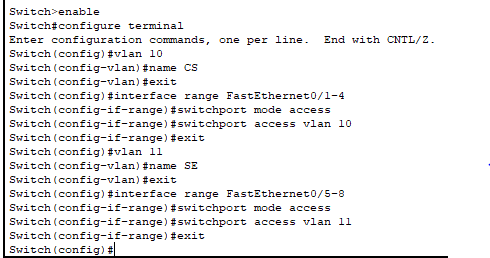 Switch>enable
Switch#configure terminal
Enter configuration commands, one per line.  End with CNTL/Z.
Switch(config)#vlan 10
Switch(config-vlan)#name CS
Switch(config-vlan)#exit
Switch(config)#interface range FastEthernet0/1-4
Switch(config-if-range)#switchport mode access
Switch(config-if-range)#switchport access vlan 10
Switch(config-if-range)#exit
Switch(config)#vlan 11
Switch(config-vlan)#name SE
Switch(config-vlan)#exit
Switch(config)#interface range FastEthernet0/5-8
Switch(config-if-range)#switchport mode access
Switch(config-if-range)#switchport access vlan 11
Switch(config-if-range)#exit
Switch(config)#